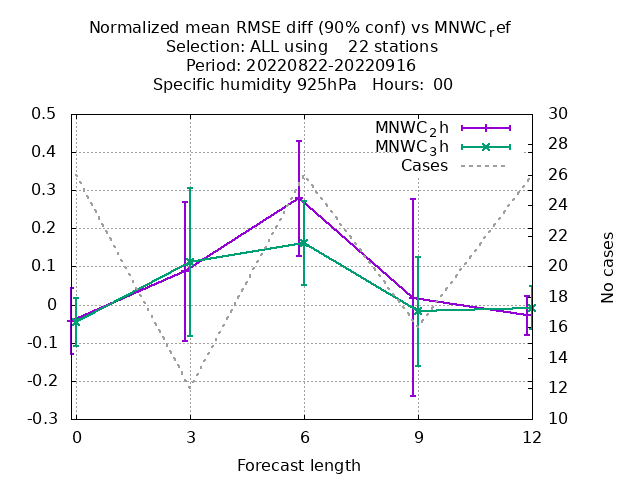 Normalized mean RMSE diff (90% conf) vs MNWCref
Selection: ALL using    22 stations
Period: 20220822-20220916
Specific humidity 925hPa   Hours:  00
0.5
0.4
0.3
0.2
0.1
0
-0.1
-0.2
-0.3
30
28
26
24
22
20
18
16
14
12
10
MNWC2h
MNWC3h
Cases
No cases
0 3 6 9 12
Forecast length